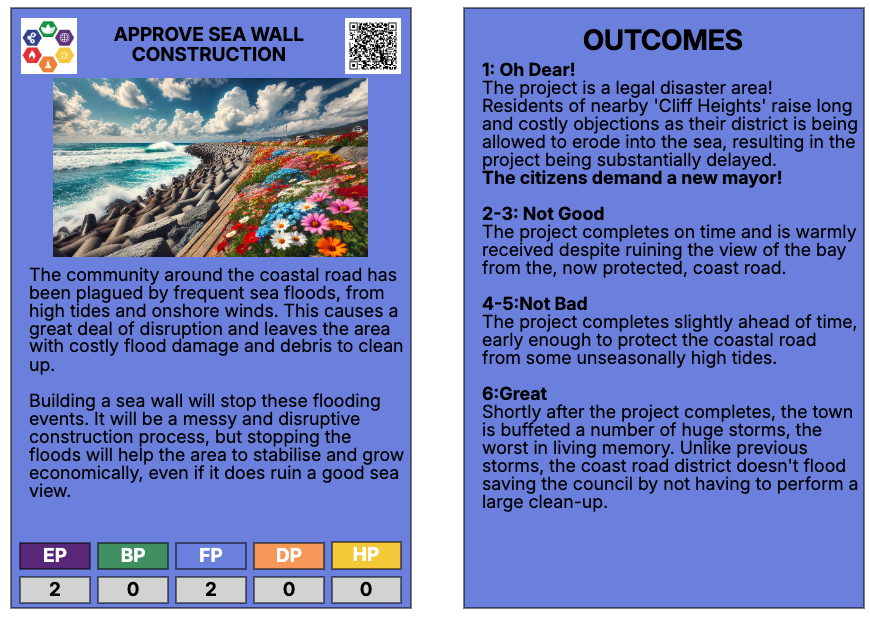 APPROVE SEA WALL
CONSTRUCTION
The community around the coastal road has
been plagued by frequent sea floods, from
high tides and onshore winds. This causes a
great deal of disruption and leaves the area
with costly flood damage and debris to clean
up.
Building a sea wall will stop these flooding
events. It will be a messy and disruptive
construction process, but stopping the
floods will help the area to stabilise and grow
economically, even if it does ruin a good sea
view.
EP BP FP DP HP
2 0 2 0 0
OUTCOMES
1: Oh Dear!
The project is a legal disaster area!
Residents of nearby 'Cliff Heights' raise long
and costly objections as their district is being
allowed to erode into the sea, resulting in the
project being substantially delayed.
The citizens demand a new mayor!
2-3: Not Good
The project completes on time and is warmly
received despite ruining the view of the bay
from the, now protected, coast road.
4-5:Not Bad
The project completes slightly ahead of time,
early enough to protect the coastal road
from some unseasonally high tides.
6:Great
Shortly after the project completes, the town
is buffeted a number of huge storms, the
worst in living memory. Unlike previous
storms, the coast road district doesn't flood
saving the council by not having to perform a
large clean-up.